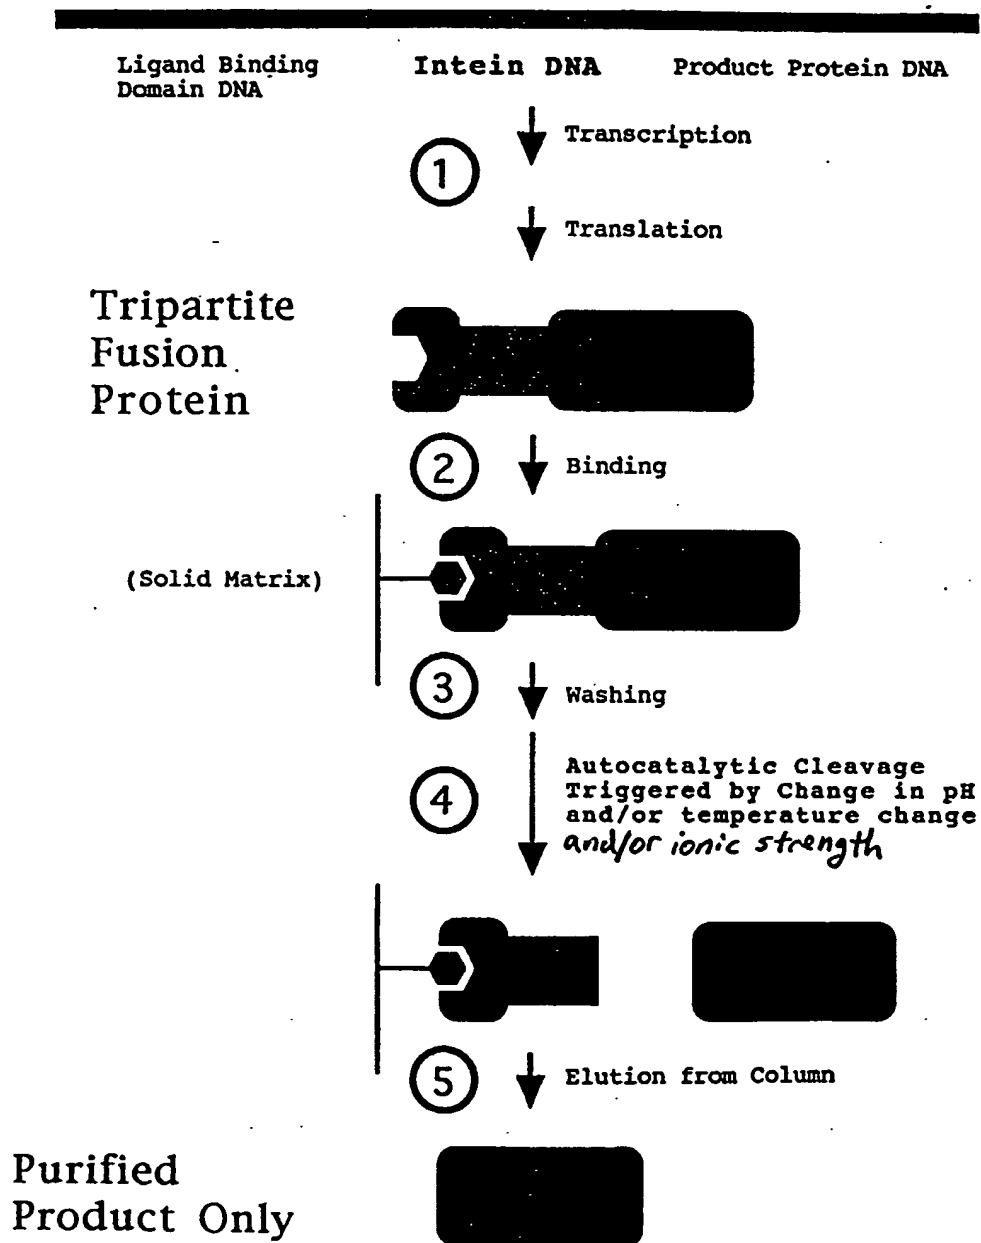 Ligand Binding
Domain DNA
Intein DNA
Product Protein DNA
Transcription
1
Translation
Tripartite
Fusion
Protein
2
Binding
(Solid Matrix)
3
Washing
4
Autocatalytic Cleavage
Triggered by Change in pH
and/or temperature change
and/or ionic strength
5
Elution from Column
Purified
Product Only